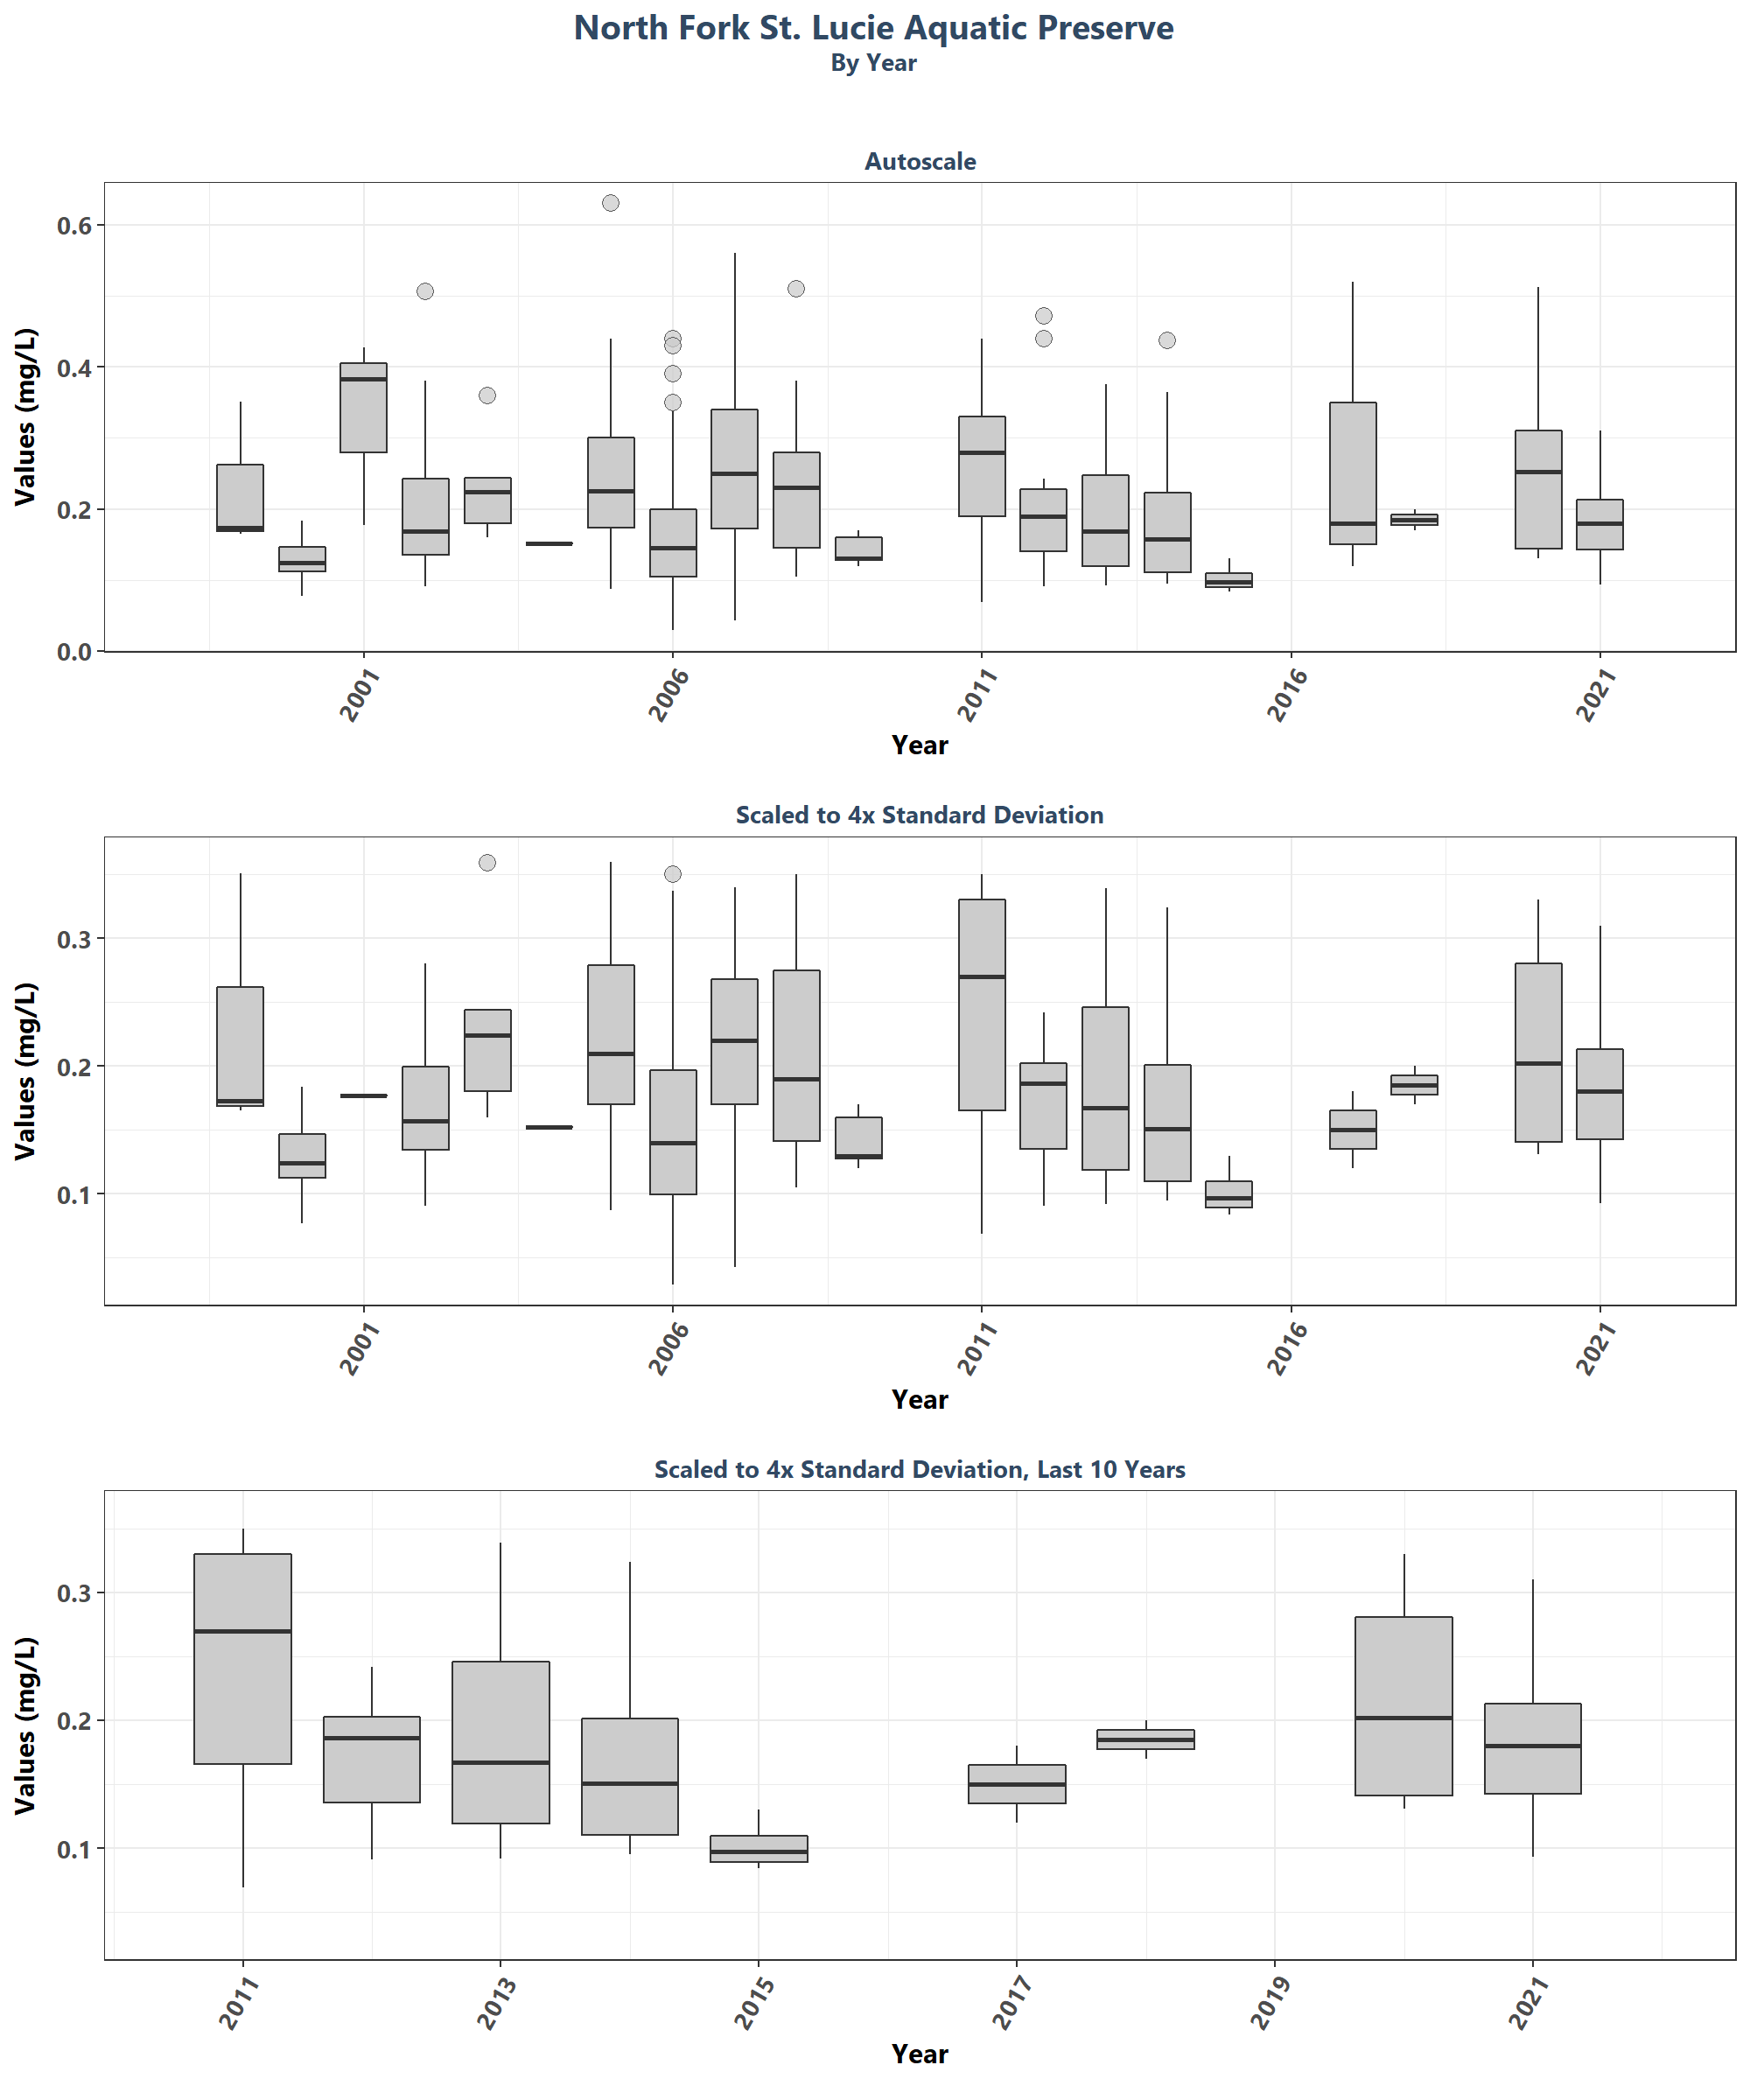 North Fork St. Lucie Aquatic Preserve
By Year
Autoscale
Values (mg/L)
0.6
0.4
0.2
0.0
2001
2006
2011
2016
2021
Year
Scaled to 4x Standard Deviation
Values (mg/L)
0.3
0.2
0.1
2001
2006
2011
2016
2021
Year
Scaled to 4x Standard Deviation, Last 10 Years
Values (mg/L)
0.3
0.2
0.1
2011
2013
2015
2017
2019
2021
Year